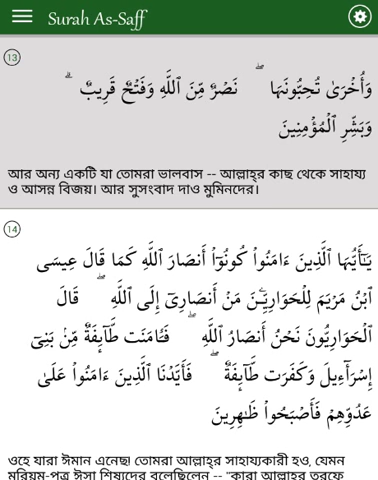 Surah As-Saff
13
وَأُخْرَىٰ تُحِبُّونَهَا ۖ نَصْرٌ مِّنَ ٱللَّهِ وَفَتْحٌ قَرِيبٌ ۗ
وَبَشِّرِ ٱلْمُؤْمِنِينَ
আর অন্য একটি যা তোমরা ভালবাস -- আল্লাহ্‌র কাছ থেকে সাহায্য
ও আসন্ন বিজয়। আর সুসংবাদ দাও মুমিনদের।
14
يَـٰٓأَيُّهَا ٱلَّذِينَ ءَامَنُوا۟ كُونُوٓا۟ أَنصَارَ ٱللَّهِ كَمَا قَالَ عِيسَى
ٱبْنُ مَرْيَمَ لِلْحَوَارِيِّـۧنَ مَنْ أَنصَارِىٓ إِلَى ٱللَّهِ ۖ قَالَ
ٱلْحَوَارِيُّونَ نَحْنُ أَنصَارُ ٱللَّهِ ۖ فَـَٔامَنَت طَّآئِفَةٌ مِّنۢ بَنِىٓ
إِسْرَٰٓءِيلَ وَكَفَرَت طَّآئِفَةٌ ۖ فَأَيَّدْنَا ٱلَّذِينَ ءَامَنُوا۟ عَلَىٰ
عَدُوِّهِمْ فَأَصْبَحُوا۟ ظَـٰهِرِينَ
ওহে যারা ঈমান এনেছ! তোমরা আল্লাহ্‌র সাহায্যকারী হও, যেমন
মরিয়ম-পুত্র ঈসা শিষ্যদের বলেছিলেন -- "কারা আল্লাহ্‌র তরফে